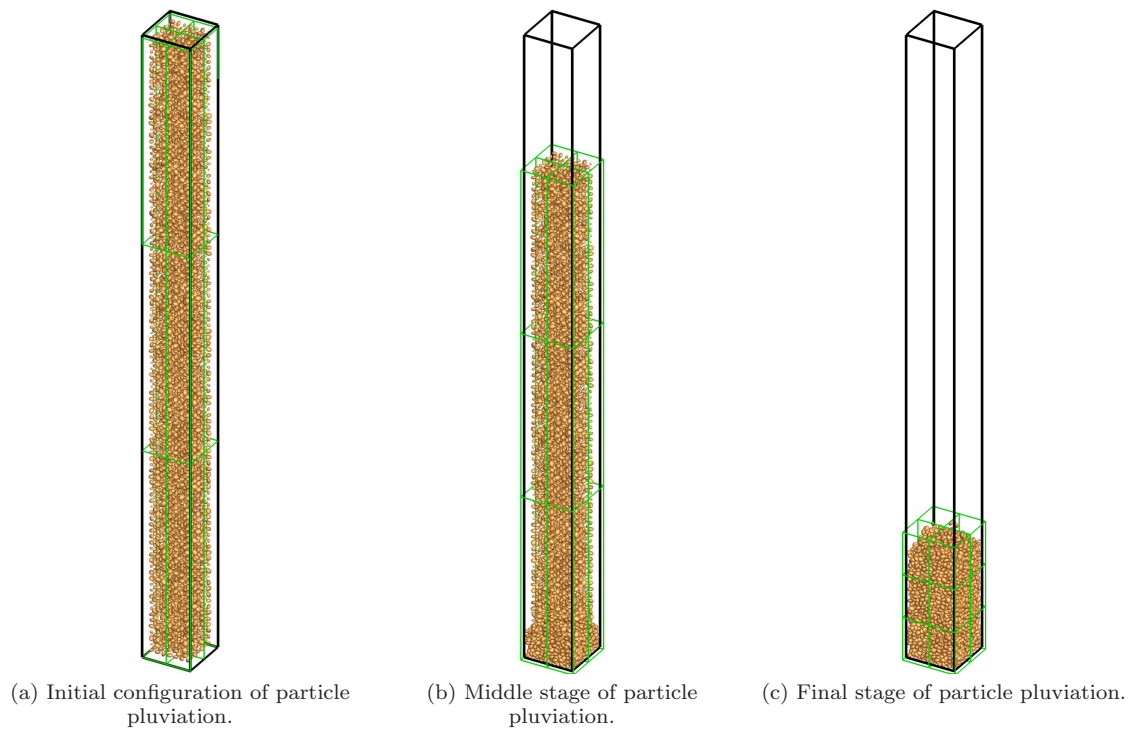 (a) Initial configuration of particle
pluviation.
(b) Middle stage of particle
pluviation.
(c) Final stage of particle pluviation.